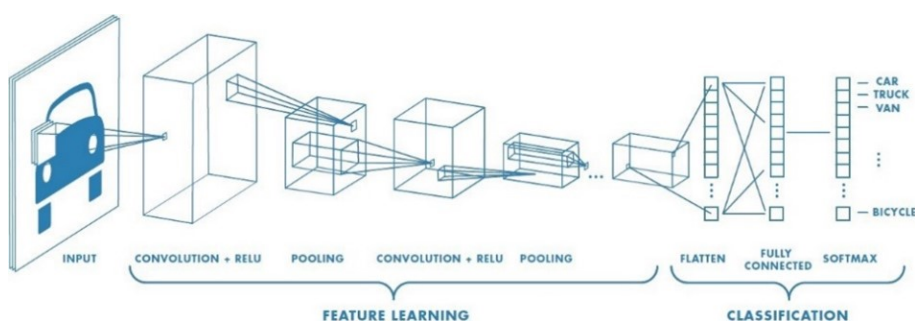 CAR
TRUCK
VAN
BICYCLE
INPUT
CONVOLUTION + RELU
POOLING
CONVOLUTION + RELU
POOLING
FLATTEN
FULLY
CONNECTED
SOFTMAX
FEATURE LEARNING
CLASSIFICATION